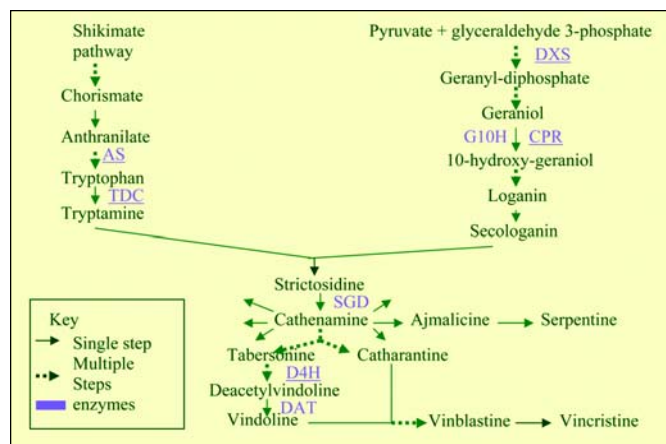 Shikimate
pathway
Chorismate
Anthranilate
AS
Tryptophan
TDC
Tryptamine
Pyruvate + glyceraldehyde 3-phosphate
DXS
Geranyl-diphosphate
Geraniol
G10H CPR
10-hydroxy-geraniol
Loganin
Secologanin
Strictosidine
SGD
Cathenamine Ajmalicine Serpentine
Tabersonine Catharantine
D4H
Deacetylvindoline
DAT
Vindoline Vinblastine Vincristine
Key
Single step
Multiple
Steps
enzymes